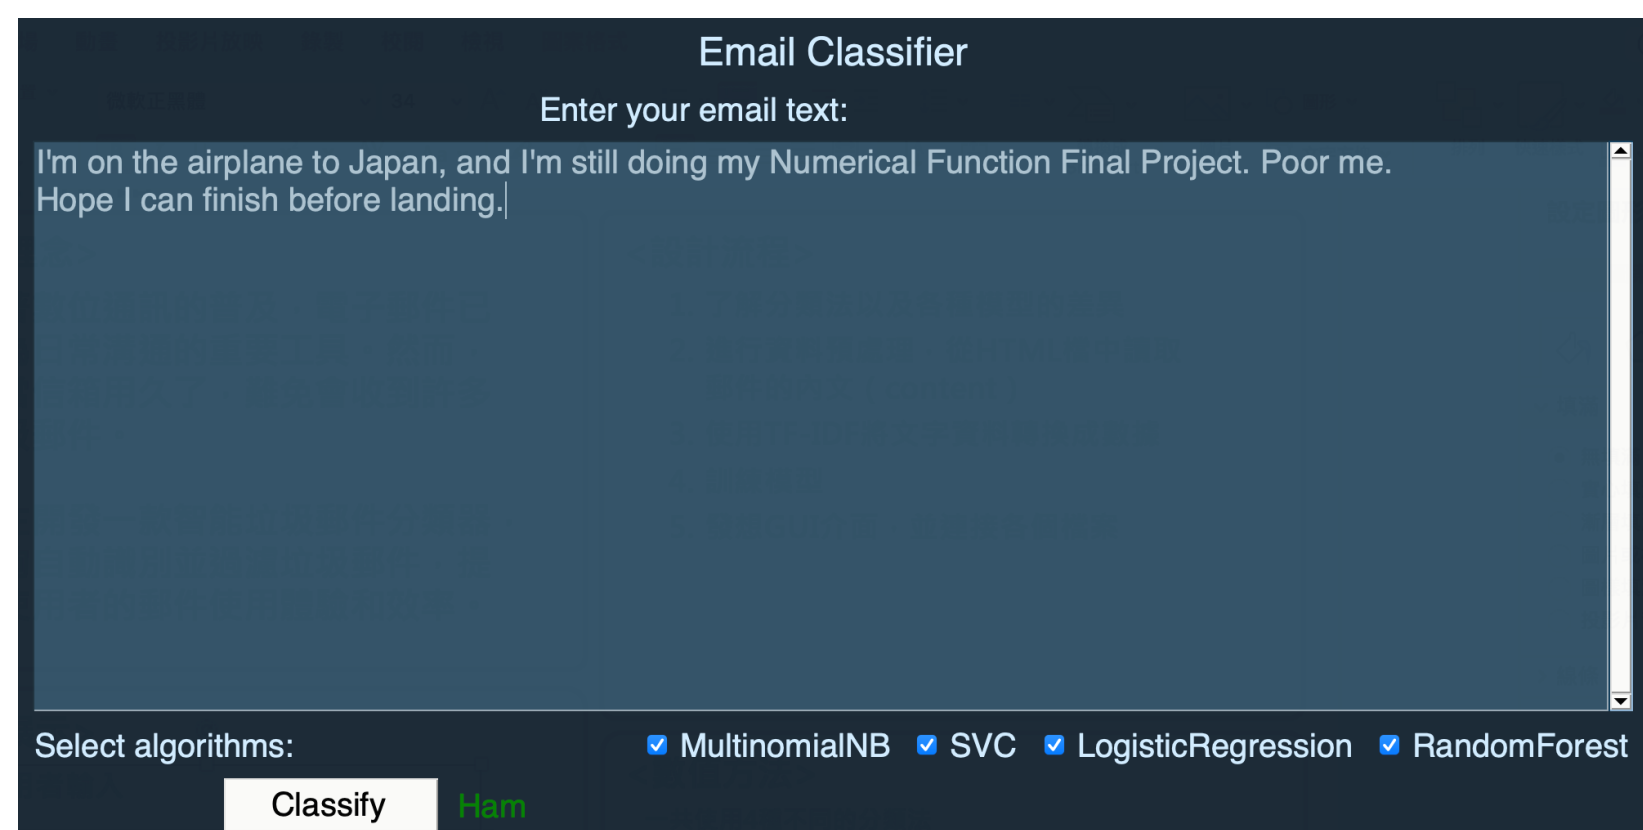 Email Classifier
Enter your email text:
I'm on the airplane to Japan, and I'm still doing my Numerical Function Final Project. Poor me.
Hope I can finish before landing.
Select algorithms: MultinomialNB SVC LogisticRegression RandomForest
Classify Ham